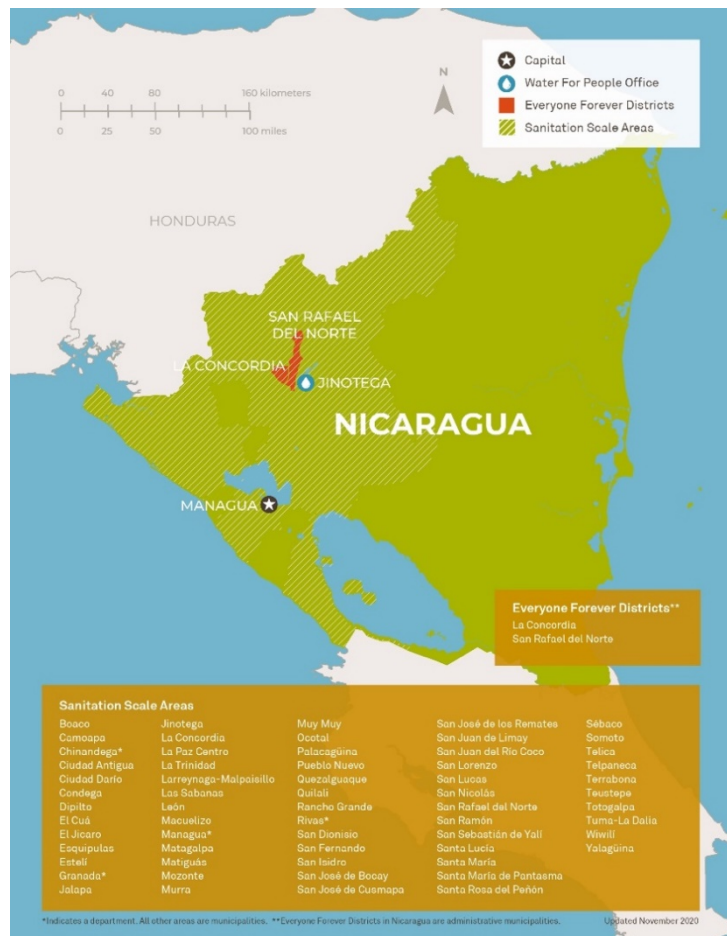 Capital
Water For People Office
Everyone Forever Districts
Sanitation Scale Areas
N
0 40 80 160 kilometers
0 25 50 100 miles
HONDURAS
SAN RAFAEL
DEL NORTE
LA CONCORDIA
JINOTEGA
NICARAGUA
MANAGUA
Everyone Forever Districts**
La Concordia
San Rafael del Norte
Sanitation Scale Areas
Boaco
Camoapa
Chinandega*
Ciudad Antigua
Ciudad Darío
Condega
Dipilto
El Cuá
El Jícaro
Esquipulas
Estelí
Granada*
Jalapa
Jinotega
La Concordia
La Paz Centro
La Trinidad
Larreynaga-Malpaisillo
Las Sabanas
León
Macuelizo
Managua*
Matagalpa
Matiguás
Mozonte
Murra
Muy Muy
Ocotal
Palacagüina
Pueblo Nuevo
Quezalguaque
Quilalí
Rancho Grande
Rivas*
San Dionisio
San Fernando
San Isidro
San José de Bocay
San José de Cusmapa
San José de los Remates
San Juan de Limay
San Juan del Río Coco
San Lorenzo
San Lucas
San Nicolás
San Rafael del Norte
San Ramón
San Sebastián de Yalí
Santa Lucía
Santa María
Santa María de Pantasma
Santa Rosa del Peñón
Sébaco
Somoto
Telica
Telpaneca
Terrabona
Teustepe
Totogalpa
Tuma-La Dalia
Wiwilí
Yalagüina
*Indicates a department. All other areas are municipalities. **Everyone Forever Districts in Nicaragua are administrative municipalities.
Updated November 2020